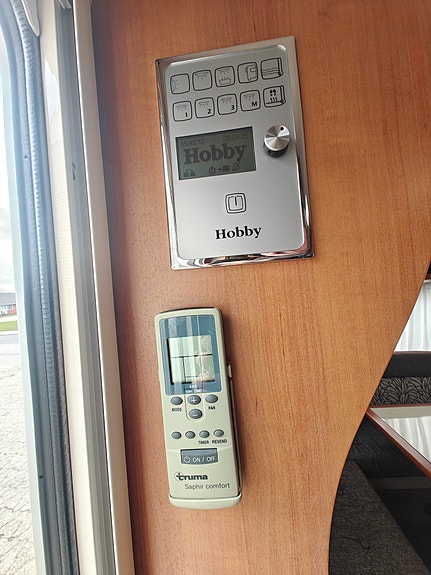 1 2 3 M
Hobby
Hobby
MODE FAN
TIMER RESEND
ON / OFF
truma
Saphir comfort